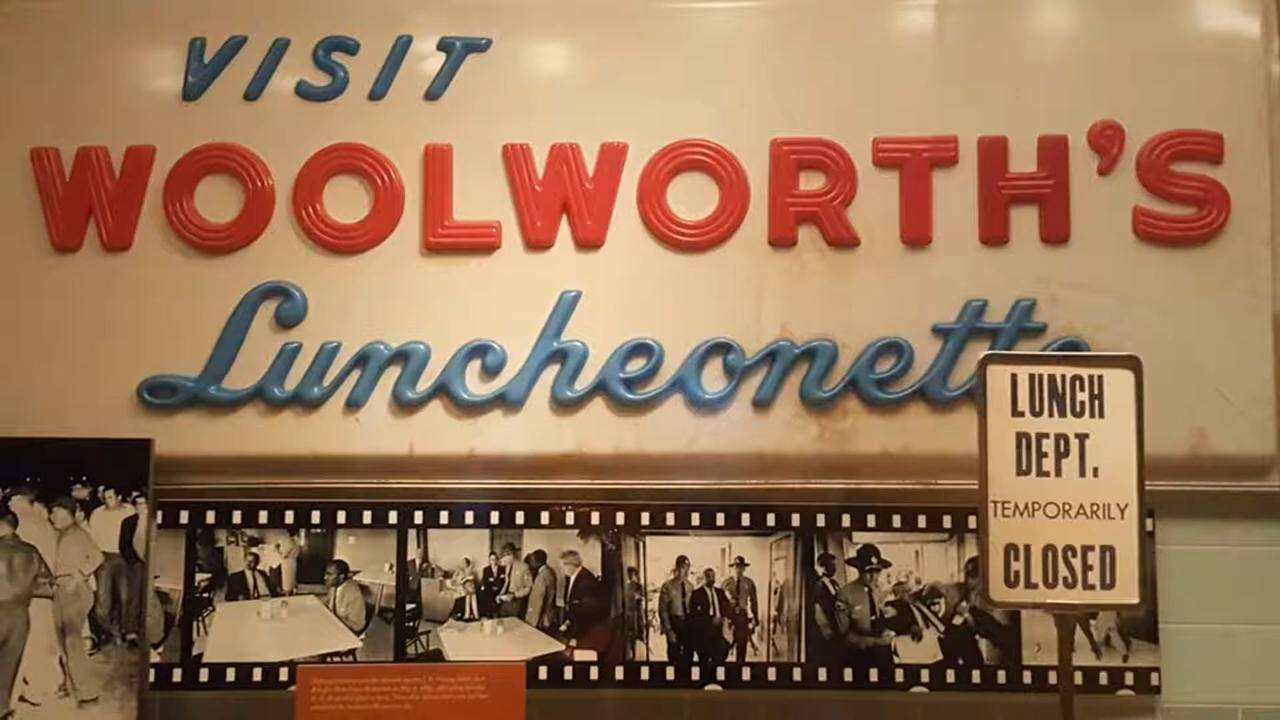 VISIT
WOOLWORTH'S
Luncheonette
LUNCH
DEPT.
TEMPORARILY
CLOSED